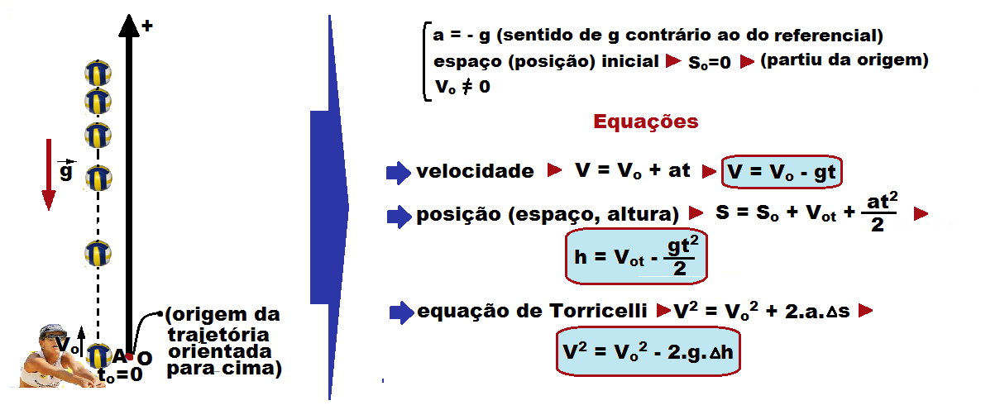 +
g
Vo
A O
to=0
(origem da
trajetória
orientada
para cima)
a = - g (sentido de g contrário ao do referencial)
espaço (posição) inicial ▶ So=0 ▶ (partiu da origem)
Vo ≠ 0
Equações
velocidade ▶ V = Vo + at ▶ V = Vo - gt
posição (espaço, altura) ▶ S = So + Vot + at²/2 ▶
h = Vot - gt²/2
equação de Torricelli ▶ V² = Vo² + 2.a.Δs ▶
V² = Vo² - 2.g.Δh